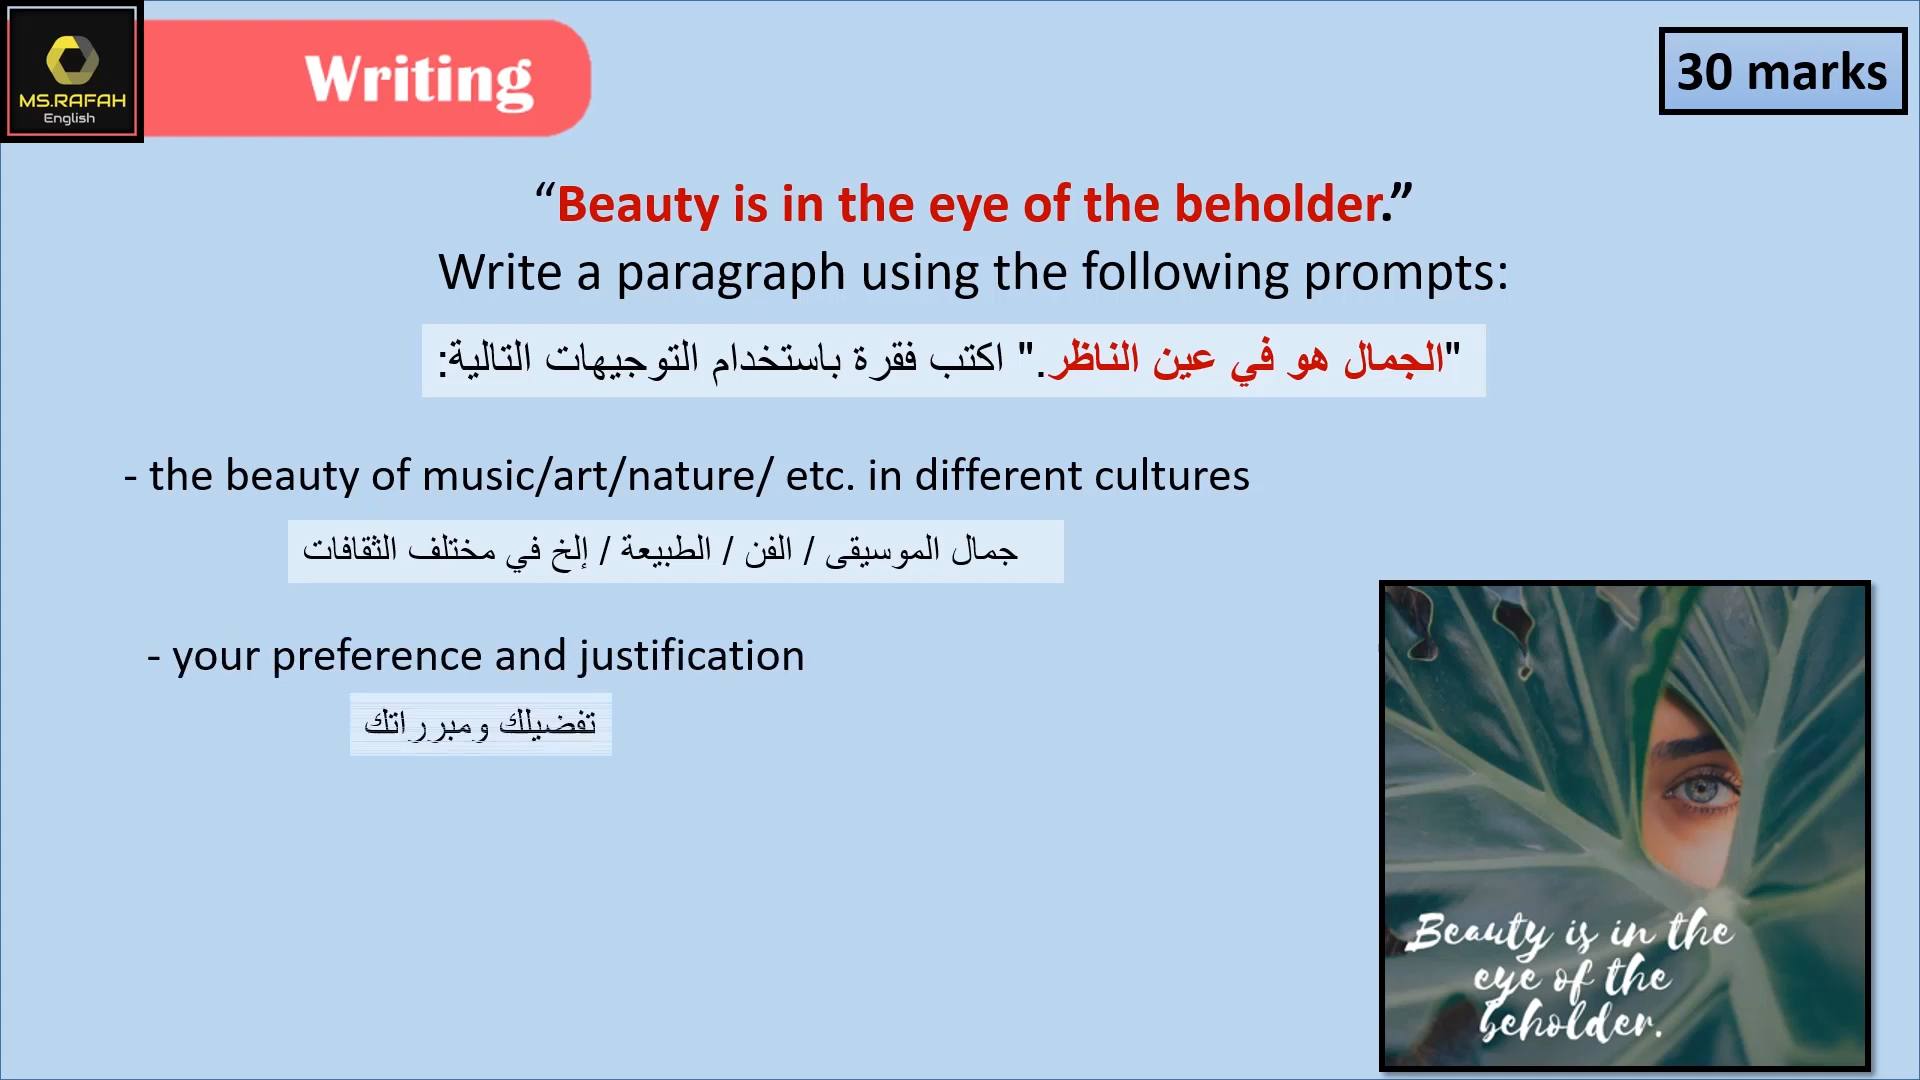 MS.RAFAH
English
Writing
30 marks
“Beauty is in the eye of the beholder.”
Write a paragraph using the following prompts:
"الجمال هو في عين الناظر." اكتب فقرة باستخدام التوجيهات التالية:
- the beauty of music/art/nature/ etc. in different cultures
جمال الموسيقى / الفن / الطبيعة / إلخ في مختلف الثقافات
- your preference and justification
تفضيلك ومبرراتك
Beauty is in the
eye of the
beholder.